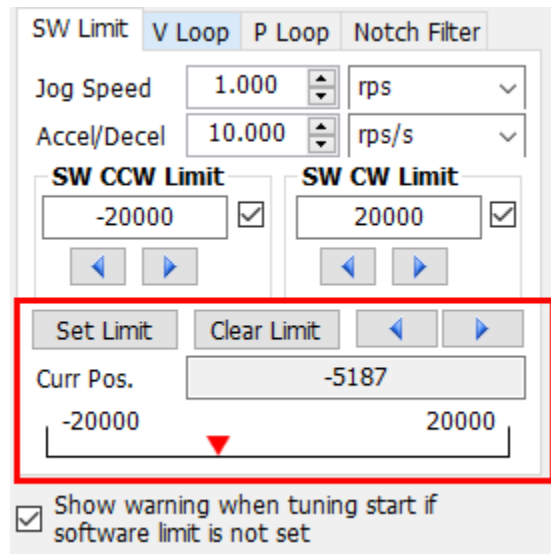 SW Limit V Loop P Loop Notch Filter
Jog Speed 1.000 rps
Accel/Decel 10.000 rps/s
SW CCW Limit SW CW Limit
-20000 20000
Set Limit Clear Limit
Curr Pos. -5187
-20000 20000
Show warning when tuning start if
software limit is not set